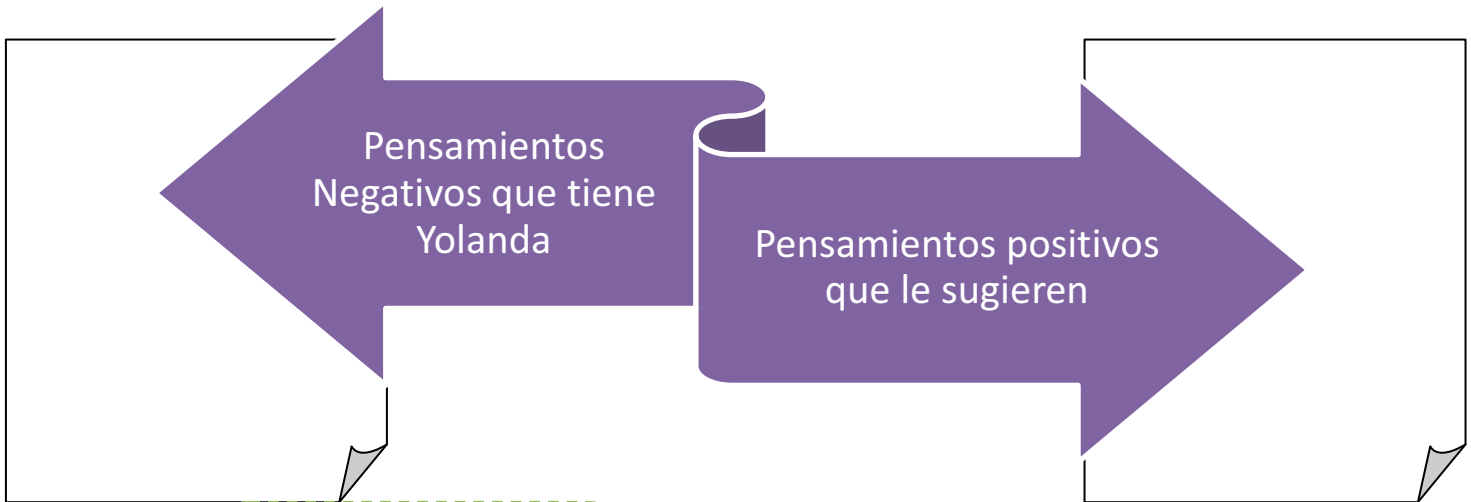 Pensamientos
Negativos que tiene
Yolanda
Pensamientos positivos
que le sugieren